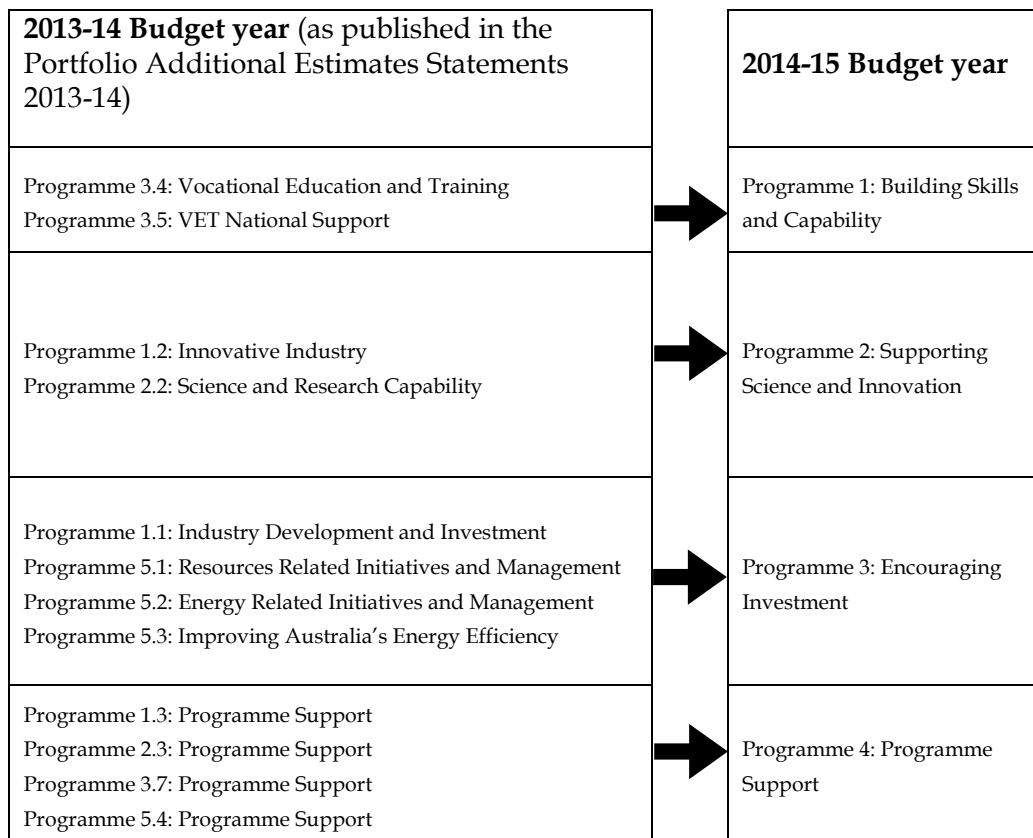 2013-14 Budget year (as published in the
Portfolio Additional Estimates Statements
2013-14)
2014-15 Budget year
Programme 3.4: Vocational Education and Training
Programme 3.5: VET National Support
Programme 1: Building Skills
and Capability
Programme 1.2: Innovative Industry
Programme 2.2: Science and Research Capability
Programme 2: Supporting
Science and Innovation
Programme 1.1: Industry Development and Investment
Programme 5.1: Resources Related Initiatives and Management
Programme 5.2: Energy Related Initiatives and Management
Programme 5.3: Improving Australia’s Energy Efficiency
Programme 3: Encouraging
Investment
Programme 1.3: Programme Support
Programme 2.3: Programme Support
Programme 3.7: Programme Support
Programme 5.4: Programme Support
Programme 4: Programme
Support